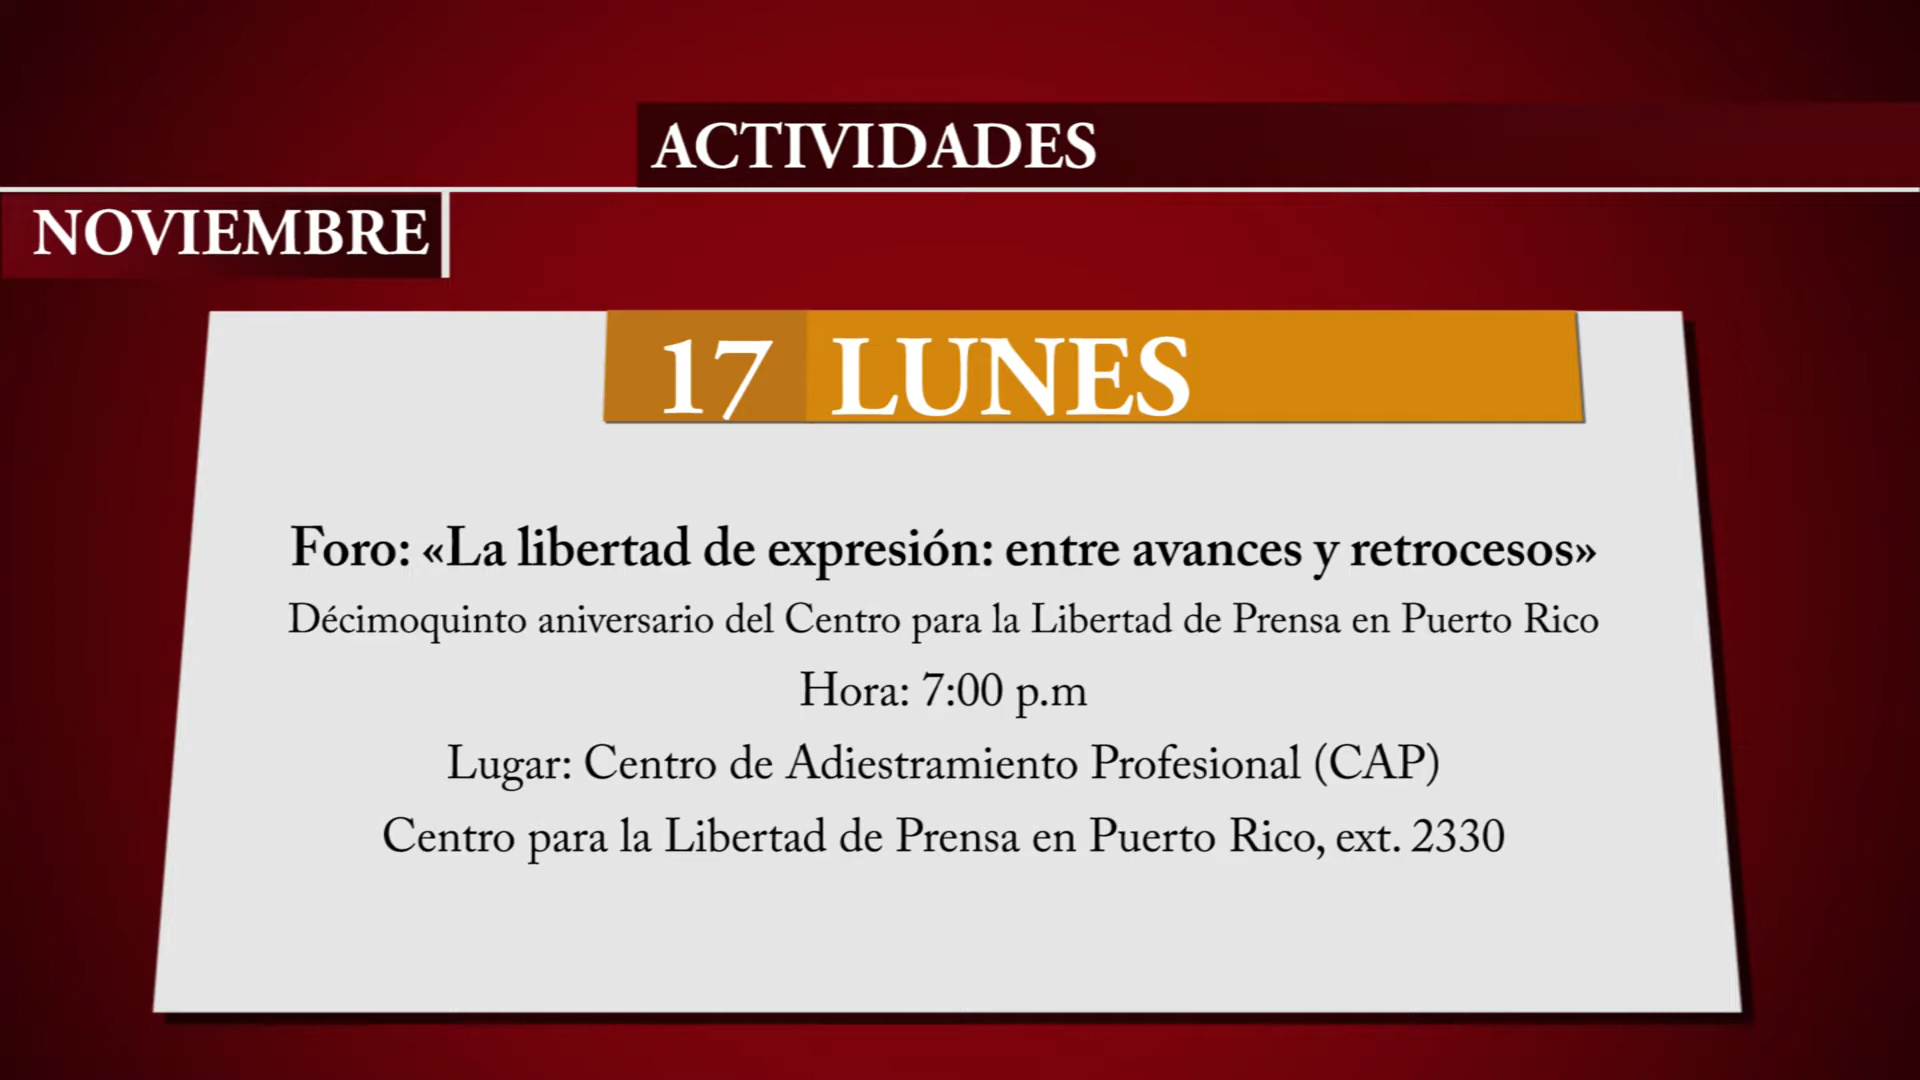 ACTIVIDADES
NOVIEMBRE
17 LUNES
Foro: «La libertad de expresión: entre avances y retrocesos»
Décimoquinto aniversario del Centro para la Libertad de Prensa en Puerto Rico
Hora: 7:00 p.m
Lugar: Centro de Adiestramiento Profesional (CAP)
Centro para la Libertad de Prensa en Puerto Rico, ext. 2330